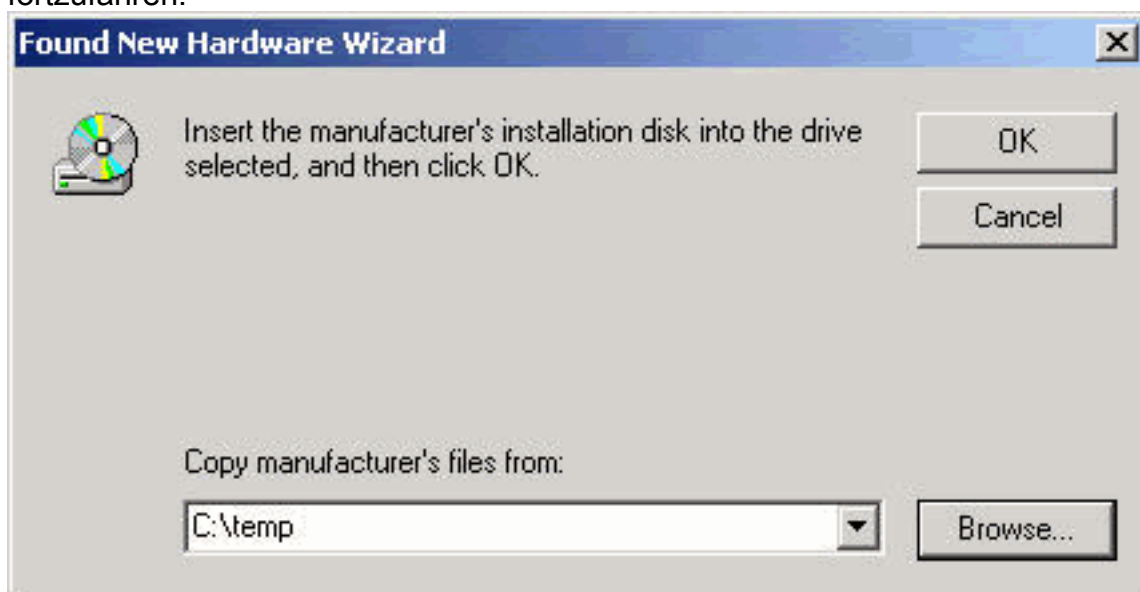 fortzufahren.
Found New Hardware Wizard
Insert the manufacturer's installation disk into the drive
selected, and then click OK.
OK
Cancel
Copy manufacturer's files from:
C:\temp
Browse...